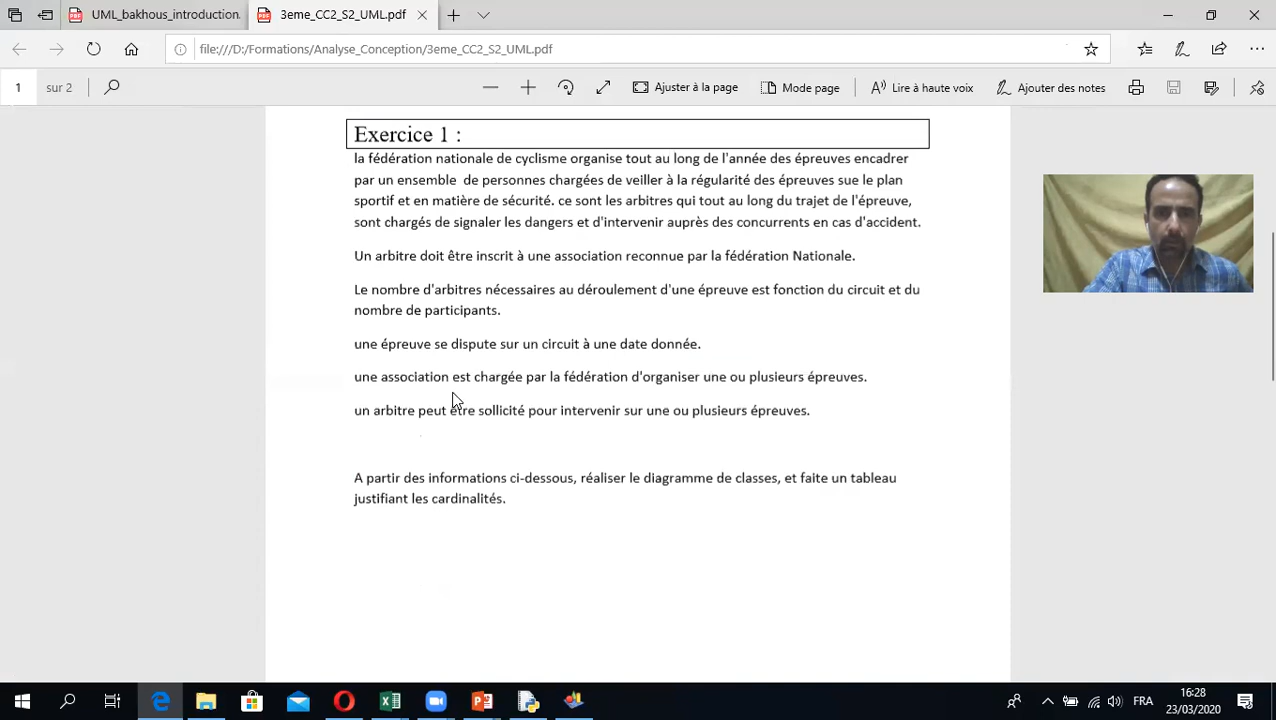 UML_bakhous_introduction.
3eme_CC2_S2_UML.pdf
file:///D:/Formations/Analyse_Conception/3eme_CC2_S2_UML.pdf
1 sur 2
Ajuster à la page
Mode page
Lire à haute voix
Ajouter des notes
Exercice 1 :
la fédération nationale de cyclisme organise tout au long de l'année des épreuves encadrer
par un ensemble de personnes chargées de veiller à la régularité des épreuves sue le plan
sportif et en matière de sécurité. ce sont les arbitres qui tout au long du trajet de l'épreuve,
sont chargés de signaler les dangers et d'intervenir auprès des concurrents en cas d'accident.
Un arbitre doit être inscrit à une association reconnue par la fédération Nationale.
Le nombre d'arbitres nécessaires au déroulement d'une épreuve est fonction du circuit et du
nombre de participants.
une épreuve se dispute sur un circuit à une date donnée.
une association est chargée par la fédération d'organiser une ou plusieurs épreuves.
un arbitre peut être sollicité pour intervenir sur une ou plusieurs épreuves.
A partir des informations ci-dessous, réaliser le diagramme de classes, et faite un tableau
justifiant les cardinalités.
FRA
16:28
23/03/2020